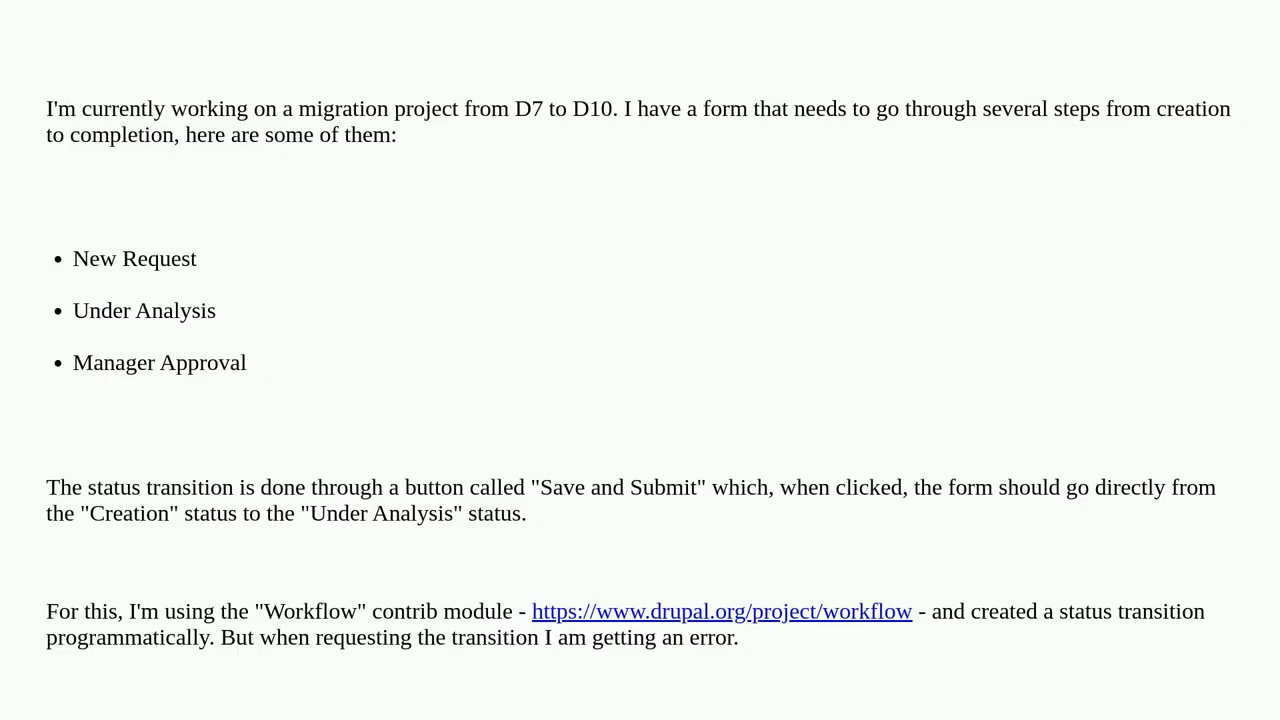 I'm currently working on a migration project from D7 to D10. I have a form that needs to go through several steps from creation
to completion, here are some of them:
• New Request
• Under Analysis
• Manager Approval
The status transition is done through a button called "Save and Submit" which, when clicked, the form should go directly from
the "Creation" status to the "Under Analysis" status.
For this, I'm using the "Workflow" contrib module - https://www.drupal.org/project/workflow - and created a status transition
programmatically. But when requesting the transition I am getting an error.